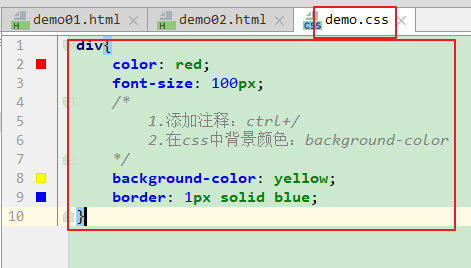 demo01.html demo02.html demo.css
1 div{
2 color: red;
3 font-size: 100px;
4 /*
5 1.添加注释：ctrl+/
6 2.在css中背景颜色：background-color
7 */
8 background-color: yellow;
9 border: 1px solid blue;
10 }